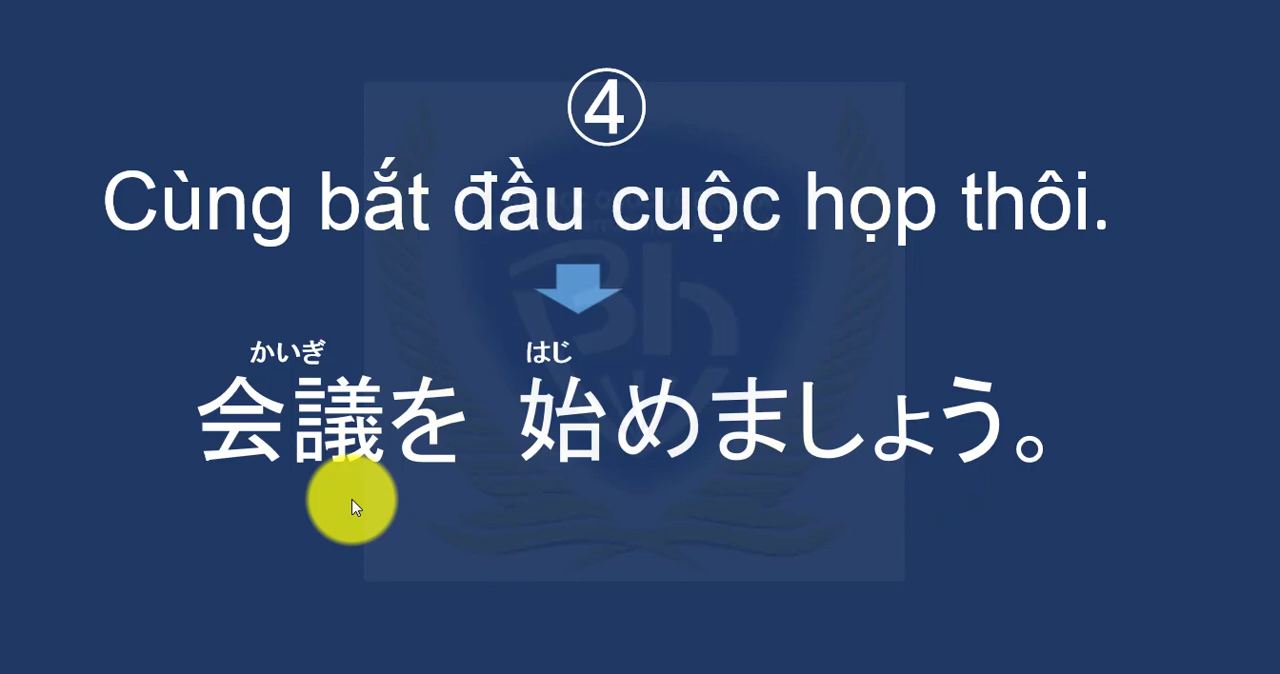 ④
Cùng bắt đầu cuộc họp thôi.
かいぎ はじ
会議を 始めましょう。